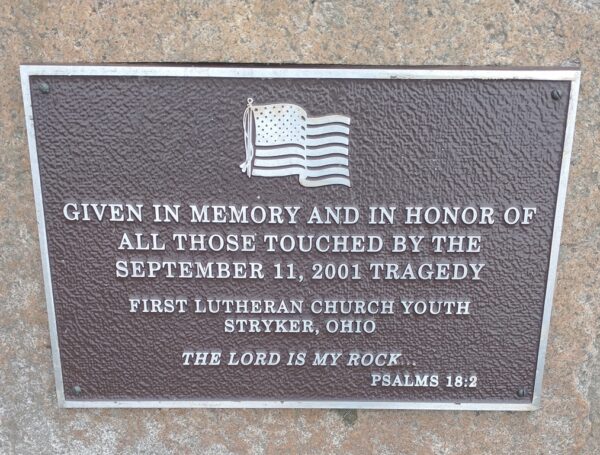 GIVEN IN MEMORY AND IN HONOR OF
ALL THOSE TOUCHED BY THE
SEPTEMBER 11, 2001 TRAGEDY
FIRST LUTHERAN CHURCH YOUTH
STRYKER, OHIO
THE LORD IS MY ROCK...
PSALMS 18:2